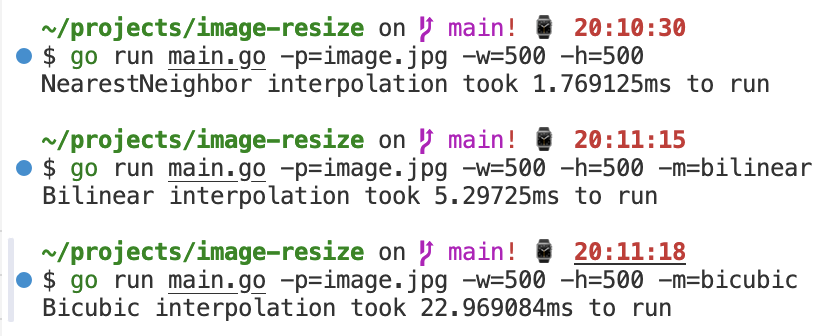 ~/projects/image-resize on main! 20:10:30
$ go run main.go -p=image.jpg -w=500 -h=500
NearestNeighbor interpolation took 1.769125ms to run
~/projects/image-resize on main! 20:11:15
$ go run main.go -p=image.jpg -w=500 -h=500 -m=bilinear
Bilinear interpolation took 5.29725ms to run
~/projects/image-resize on main! 20:11:18
$ go run main.go -p=image.jpg -w=500 -h=500 -m=bicubic
Bicubic interpolation took 22.969084ms to run